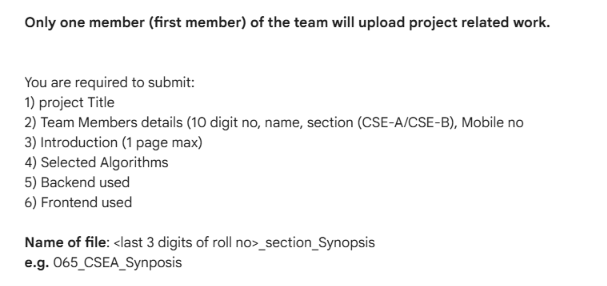 Only one member (first member) of the team will upload project related work.
You are required to submit:
1) project Title
2) Team Members details (10 digit no, name, section (CSE-A/CSE-B), Mobile no
3) Introduction (1 page max)
4) Selected Algorithms
5) Backend used
6) Frontend used
Name of file: <last 3 digits of roll no>_section_Synopsis
e.g. 065_CSEA_Synposis